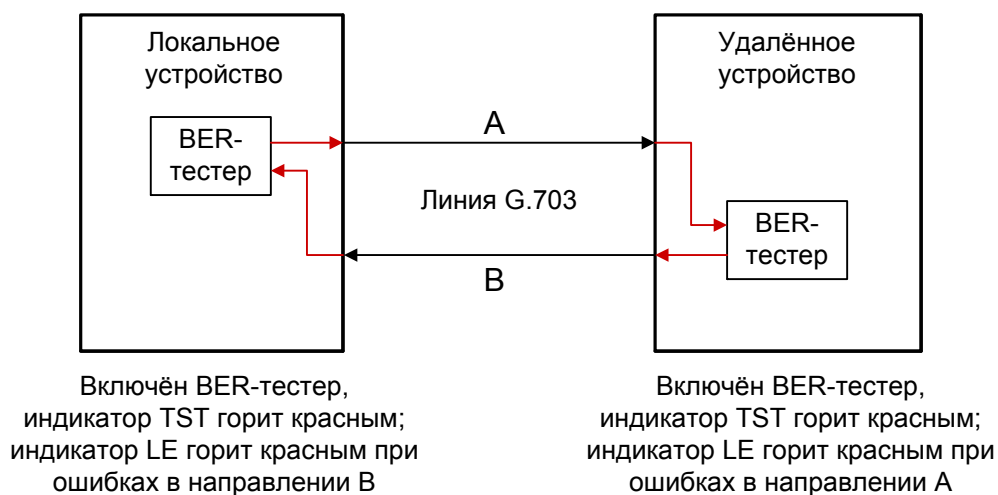 Локальное
устройство
Удалённое
устройство
A
BER-
тестер
Линия G.703
BER-
тестер
B
Включён BER-тестер,
индикатор TST горит красным;
индикатор LE горит красным при
ошибках в направлении B
Включён BER-тестер,
индикатор TST горит красным;
индикатор LE горит красным при
ошибках в направлении A